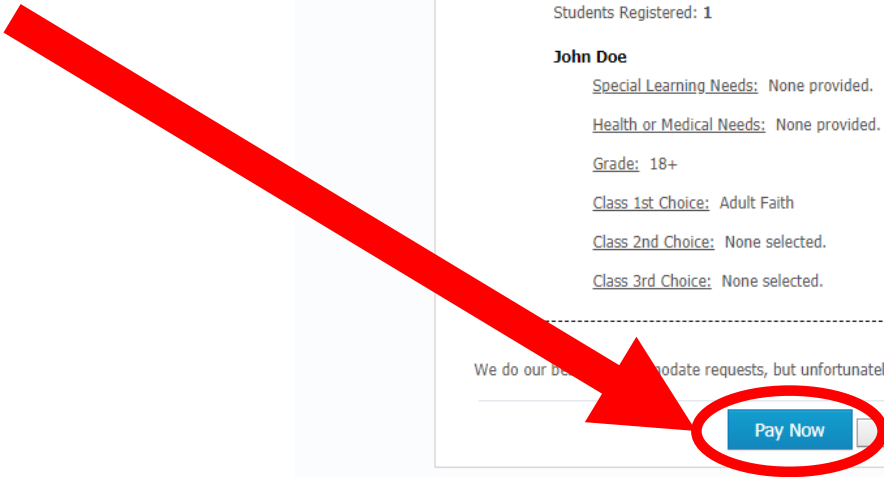 Students Registered: 1
John Doe
Special Learning Needs: None provided.
Health or Medical Needs: None provided.
Grade: 18+
Class 1st Choice: Adult Faith
Class 2nd Choice: None selected.
Class 3rd Choice: None selected.
We do our requests, but unfortunatel
Pay Now